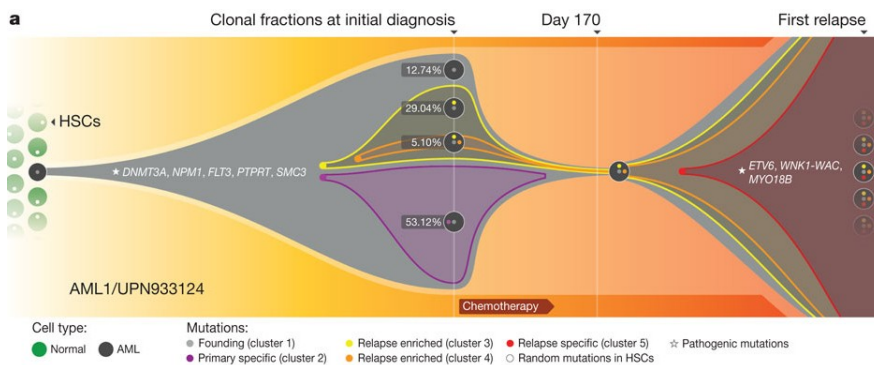 a
Clonal fractions at initial diagnosis
Day 170
First relapse
12.74%
29.04%
5.10%
53.12%
HSCs
DNMT3A, NPM1, FLT3, PTPRT, SMC3
ETV6, WNK1-WAC,
MYO18B
AML1/UPN933124
Chemotherapy
Cell type:
Normal
AML
Mutations:
Founding (cluster 1)
Primary specific (cluster 2)
Relapse enriched (cluster 3)
Relapse enriched (cluster 4)
Relapse specific (cluster 5)
Random mutations in HSCs
Pathogenic mutations